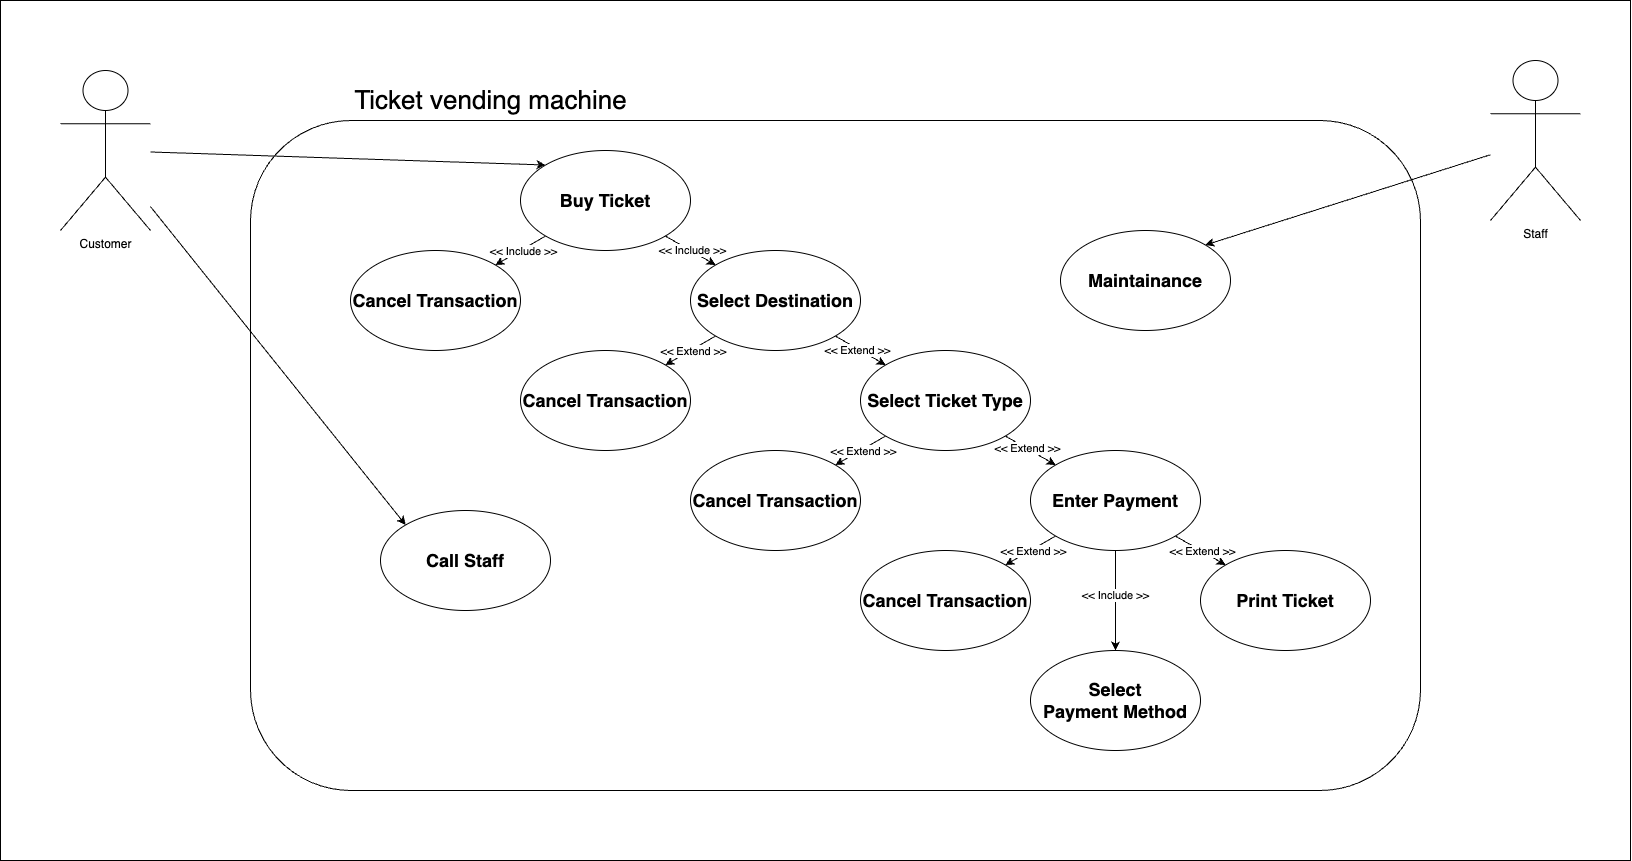 Ticket vending machine
Customer
Staff
Buy Ticket
<< Include >>
<< Include >>
Cancel Transaction
Select Destination
Maintainance
<< Extend >>
<< Extend >>
Cancel Transaction
Select Ticket Type
<< Extend >>
<< Extend >>
Cancel Transaction
Enter Payment
Call Staff
<< Extend >>
<< Extend >>
<< Include >>
Cancel Transaction
Print Ticket
Select
Payment Method